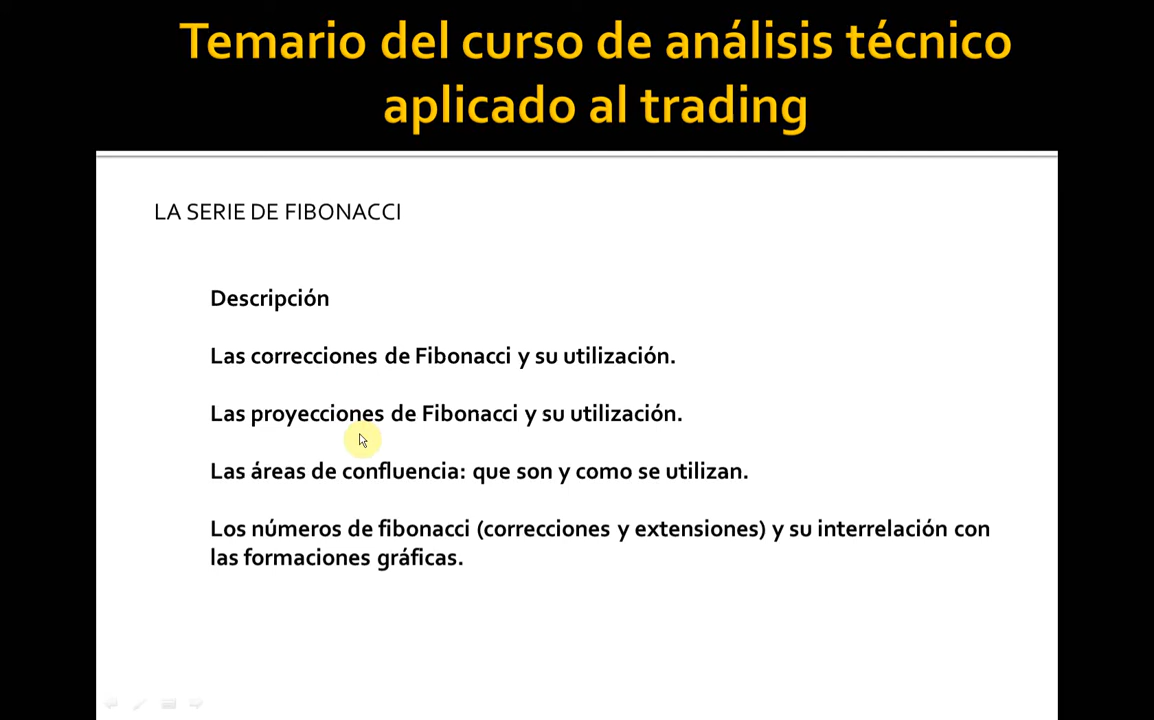 Temario del curso de análisis técnico
aplicado al trading
LA SERIE DE FIBONACCI
Descripción
Las correcciones de Fibonacci y su utilización.
Las proyecciones de Fibonacci y su utilización.
Las áreas de confluencia: que son y como se utilizan.
Los números de fibonacci (correcciones y extensiones) y su interrelación con
las formaciones gráficas.